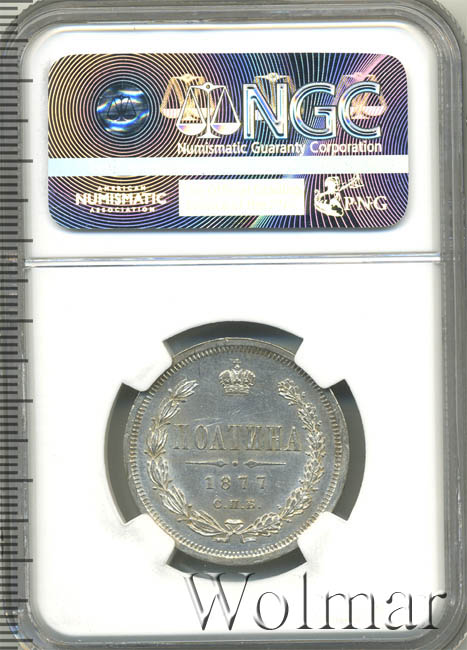 NGC
Numismatic Guaranty Corporation
AMERICAN
NUMISMATIC
ASSOCIATION
PNG
ПОЛТИНА
1877
С.П.Б.
Wolmar